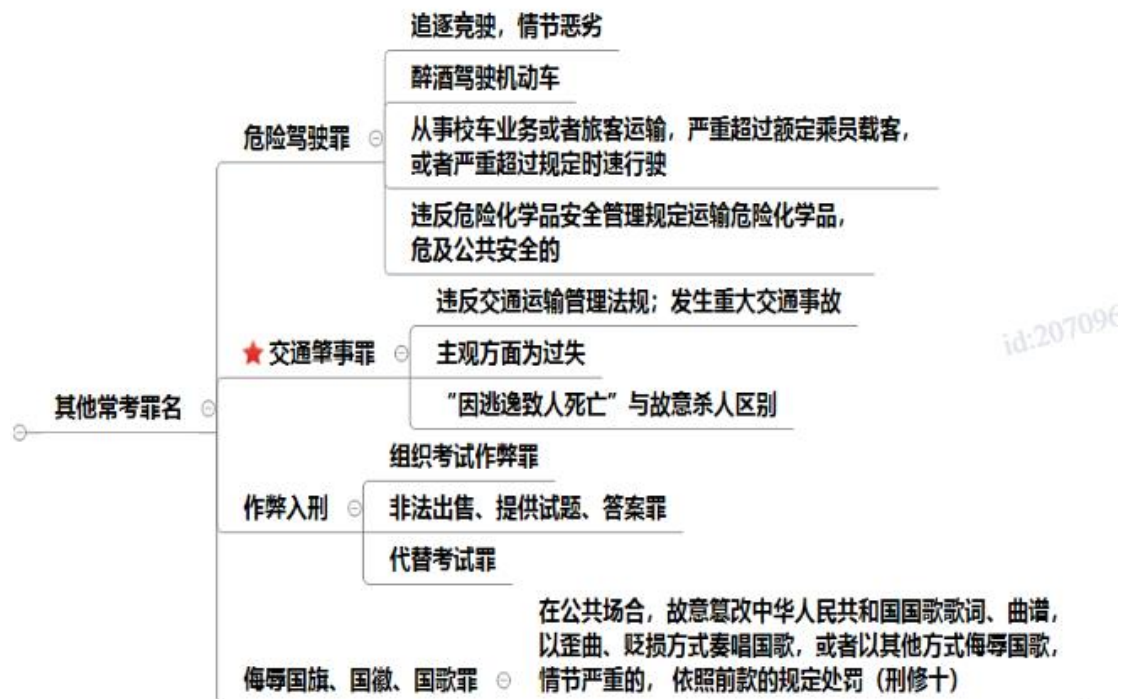 追逐竞驶，情节恶劣
醉酒驾驶机动车
危险驾驶罪
从事校车业务或者旅客运输，严重超过额定乘员载客，
或者严重超过规定时速行驶
违反危险化学品安全管理规定运输危险化学品，
危及公共安全的
违反交通运输管理法规；发生重大交通事故
交通肇事罪
主观方面为过失
“因逃逸致人死亡”与故意杀人区别
其他常考罪名
组织考试作弊罪
作弊入刑
非法出售、提供试题、答案罪
代替考试罪
在公共场合，故意篡改中华人民共和国国歌歌词、曲谱，
以歪曲、贬损方式奏唱国歌，或者以其他方式侮辱国歌，
侮辱国旗、国徽、国歌罪
情节严重的， 依照前款的规定处罚（刑修十）
id:207096